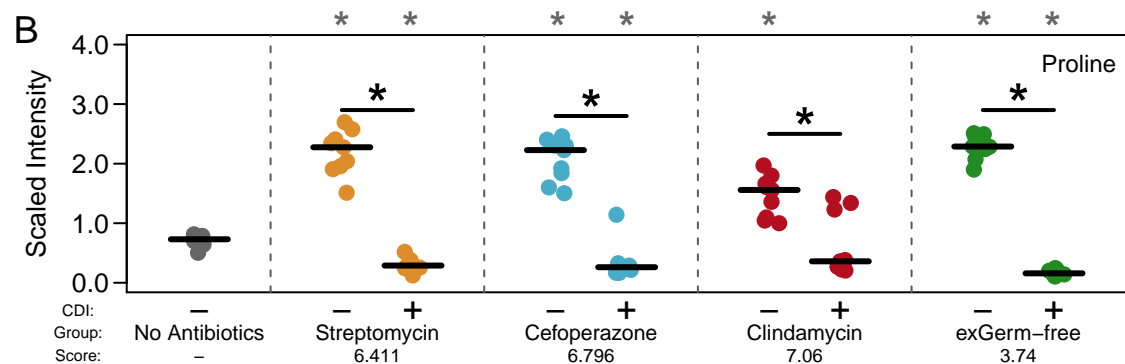 B
* * * * * * *
4.0
3.0
2.0
1.0
0.0
Scaled Intensity
Proline
* * * *
CDI: − − + − + − + − +
Group: No Antibiotics Streptomycin Cefoperazone Clindamycin exGerm−free
Score: − 6.411 6.796 7.06 3.74